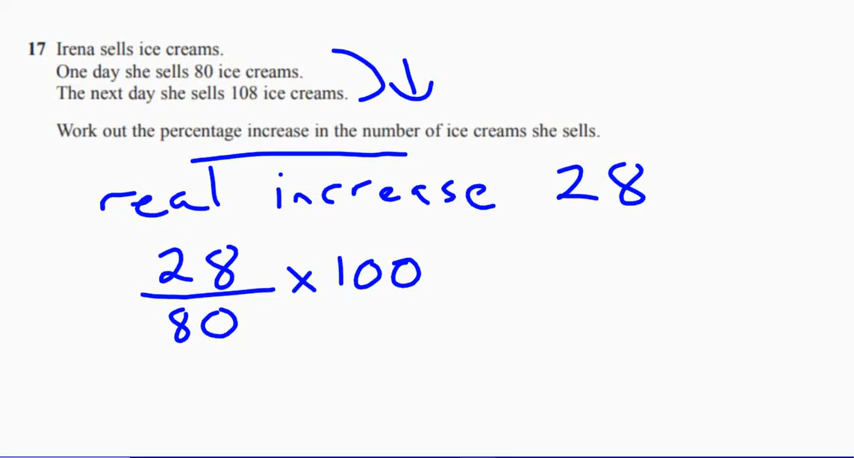 17 Irena sells ice creams.
One day she sells 80 ice creams.
The next day she sells 108 ice creams.
Work out the percentage increase in the number of ice creams she sells.
real increase 28
28
× 100
80